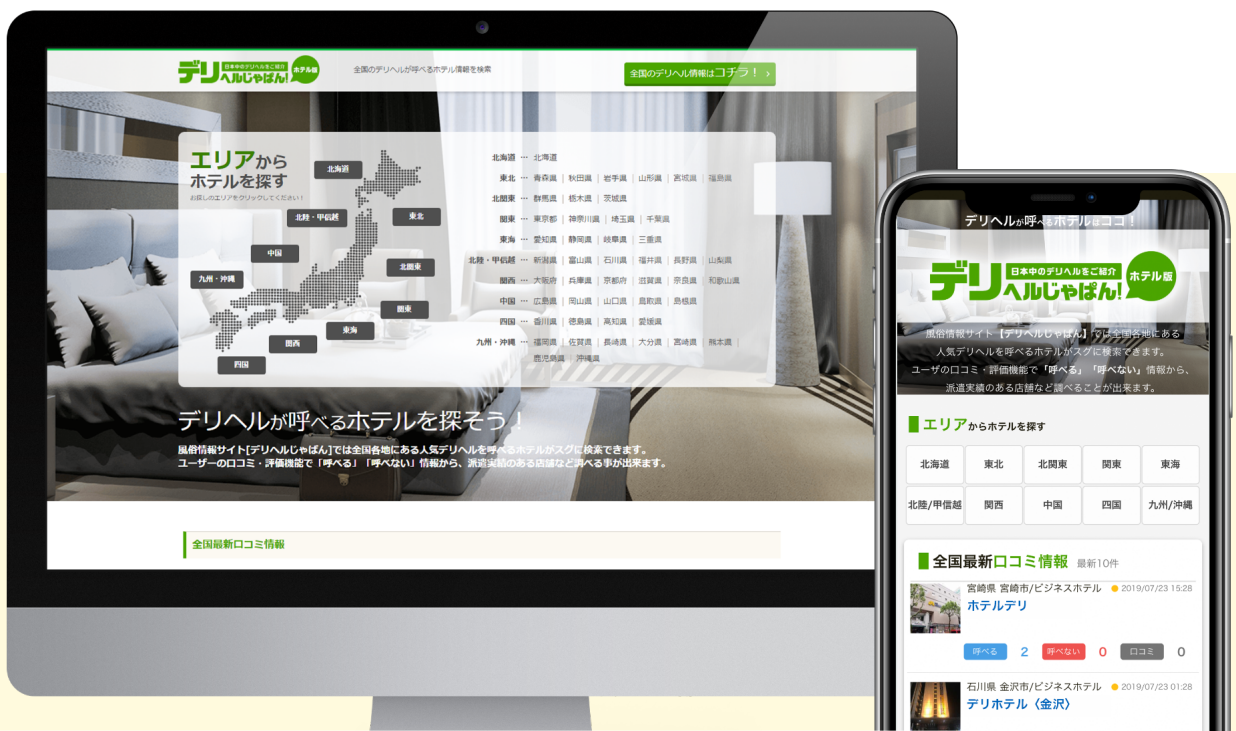 デリヘルじゃぱん!
日本中のデリヘルをご紹介
ホテル版
全国のデリヘルが呼べるホテル情報を検索
全国のデリヘル情報はコチラ！ ›
エリアから
ホテルを探す
お探しのエリアをクリックしてください！
北海道
北陸・甲信越
東北
中国
九州・沖縄
北関東
関東
東海
関西
四国
北海道 … 北海道
東北 … 青森県｜秋田県｜岩手県｜山形県｜宮城県｜福島県
北関東 … 群馬県｜栃木県｜茨城県
関東 … 東京都｜神奈川県｜埼玉県｜千葉県
東海 … 愛知県｜静岡県｜岐阜県｜三重県
北陸・甲信越 … 新潟県｜富山県｜石川県｜福井県｜長野県｜山梨県
関西 … 大阪府｜兵庫県｜京都府｜滋賀県｜奈良県｜和歌山県
中国 … 広島県｜岡山県｜山口県｜鳥取県｜島根県
四国 … 香川県｜徳島県｜高知県｜愛媛県
九州・沖縄 … 福岡県｜佐賀県｜長崎県｜大分県｜宮崎県｜熊本県｜
鹿児島県｜沖縄県
デリヘルが呼べるホテルを探そう！
風俗情報サイト[デリヘルじゃぱん]では全国各地にある人気デリヘルを呼べるホテルがスグに検索できます。
ユーザーの口コミ・評価機能で「呼べる」「呼べない」情報から、派遣実績のある店舗など調べる事が出来ます。
全国最新口コミ情報
デリヘルが呼べるホテルはココ！
デリヘルじゃぱん!
日本中のデリヘルをご紹介
ホテル版
風俗情報サイト【デリヘルじゃぱん】では全国各地にある
人気デリヘルを呼べるホテルがスグに検索できます。
ユーザの口コミ・評価機能で「呼べる」「呼べない」情報から、
派遣実績のある店舗など調べることが出来ます。
エリアからホテルを探す
北海道 東北 北関東 関東 東海
北陸/甲信越 関西 中国 四国 九州/沖縄
全国最新口コミ情報 最新10件
宮崎県 宮崎市/ビジネスホテル 2019/07/23 15:28
ホテルデリ
呼べる 2 呼べない 0 口コミ 0
石川県 金沢市/ビジネスホテル 2019/07/23 01:28
デリホテル〈金沢〉